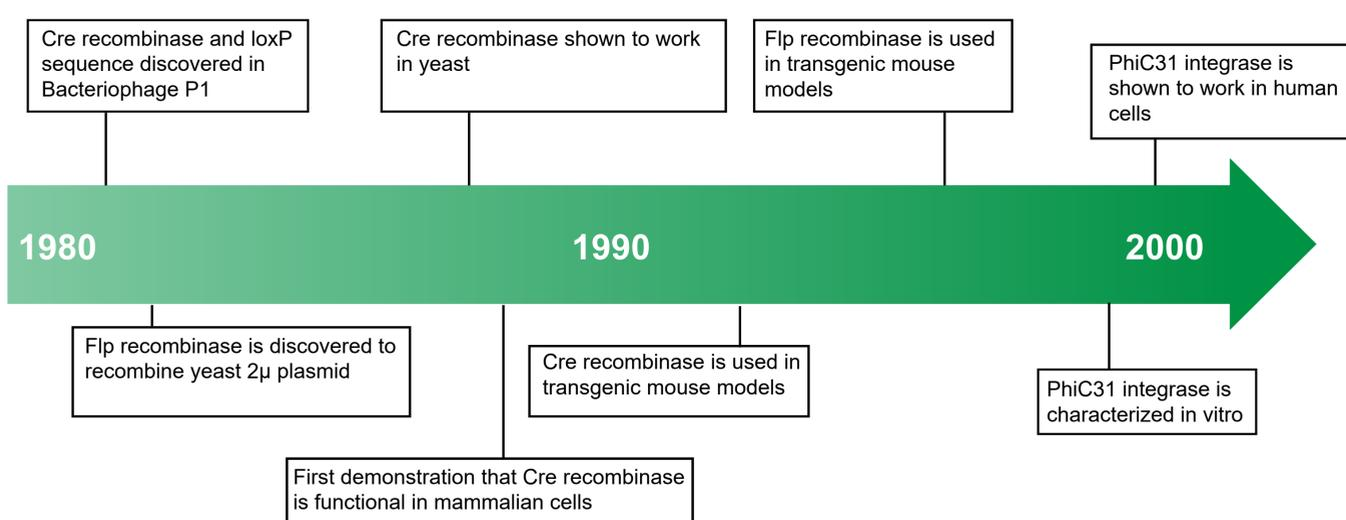 Cre recombinase and loxP
sequence discovered in
Bacteriophage P1
Cre recombinase shown to work
in yeast
Flp recombinase is used
in transgenic mouse
models
PhiC31 integrase is
shown to work in human
cells
1980
1990
2000
Flp recombinase is discovered to
recombine yeast 2µ plasmid
Cre recombinase is used in
transgenic mouse models
PhiC31 integrase is
characterized in vitro
First demonstration that Cre recombinase
is functional in mammalian cells